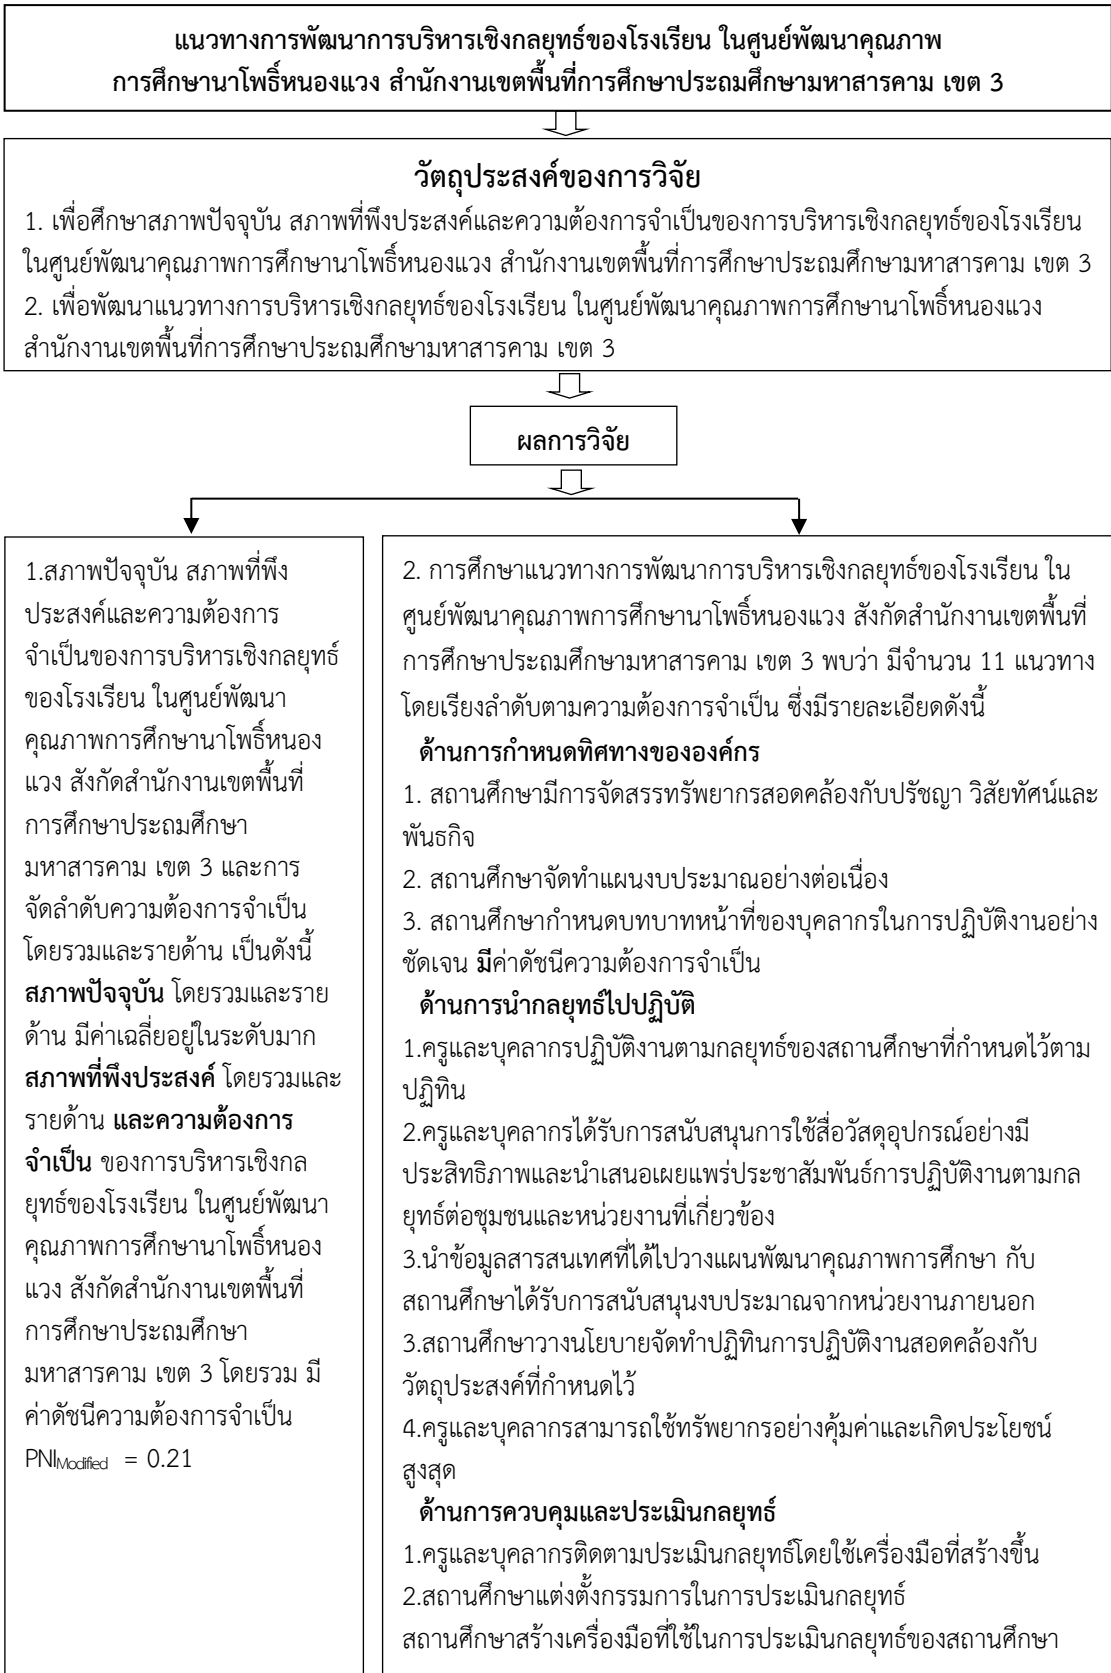 แนวทางการพัฒนาการบริหารเชิงกลยุทธ์ของโรงเรียน ในศูนย์พัฒนาคุณภาพ
การศึกษานาโพธิ์หนองแวง สำนักงานเขตพื้นที่การศึกษาประถมศึกษามหาสารคาม เขต 3
วัตถุประสงค์ของการวิจัย
1. เพื่อศึกษาสภาพปัจจุบัน สภาพที่พึงประสงค์และความต้องการจำเป็นของการบริหารเชิงกลยุทธ์ของโรงเรียน
ในศูนย์พัฒนาคุณภาพการศึกษานาโพธิ์หนองแวง สำนักงานเขตพื้นที่การศึกษาประถมศึกษามหาสารคาม เขต 3
2. เพื่อพัฒนาแนวทางการบริหารเชิงกลยุทธ์ของโรงเรียน ในศูนย์พัฒนาคุณภาพการศึกษานาโพธิ์หนองแวง
สำนักงานเขตพื้นที่การศึกษาประถมศึกษามหาสารคาม เขต 3
ผลการวิจัย
1.สภาพปัจจุบัน สภาพที่พึง
ประสงค์และความต้องการ
จำเป็นของการบริหารเชิงกลยุทธ์
ของโรงเรียน ในศูนย์พัฒนา
คุณภาพการศึกษานาโพธิ์หนอง
แวง สังกัดสำนักงานเขตพื้นที่
การศึกษาประถมศึกษา
มหาสารคาม เขต 3 และการ
จัดลำดับความต้องการจำเป็น
โดยรวมและรายด้าน เป็นดังนี้
สภาพปัจจุบัน โดยรวมและราย
ด้าน มีค่าเฉลี่ยอยู่ในระดับมาก
สภาพที่พึงประสงค์ โดยรวมและ
รายด้าน และความต้องการ
จำเป็น ของการบริหารเชิงกล
ยุทธ์ของโรงเรียน ในศูนย์พัฒนา
คุณภาพการศึกษานาโพธิ์หนอง
แวง สังกัดสำนักงานเขตพื้นที่
การศึกษาประถมศึกษา
มหาสารคาม เขต 3 โดยรวม มี
ค่าดัชนีความต้องการจำเป็น
PNIModified = 0.21
2. การศึกษาแนวทางการพัฒนาการบริหารเชิงกลยุทธ์ของโรงเรียน ใน
ศูนย์พัฒนาคุณภาพการศึกษานาโพธิ์หนองแวง สังกัดสำนักงานเขตพื้นที่
การศึกษาประถมศึกษามหาสารคาม เขต 3 พบว่า มีจำนวน 11 แนวทาง
โดยเรียงลำดับตามความต้องการจำเป็น ซึ่งมีรายละเอียดดังนี้
ด้านการกำหนดทิศทางขององค์กร
1. สถานศึกษามีการจัดสรรทรัพยากรสอดคล้องกับปรัชญา วิสัยทัศน์และ
พันธกิจ
2. สถานศึกษาจัดทำแผนงบประมาณอย่างต่อเนื่อง
3. สถานศึกษากำหนดบทบาทหน้าที่ของบุคลากรในการปฏิบัติงานอย่าง
ชัดเจน มีค่าดัชนีความต้องการจำเป็น
ด้านการนำกลยุทธ์ไปปฏิบัติ
1.ครูและบุคลากรปฏิบัติงานตามกลยุทธ์ของสถานศึกษาที่กำหนดไว้ตาม
ปฏิทิน
2.ครูและบุคลากรได้รับการสนับสนุนการใช้สื่อวัสดุอุปกรณ์อย่างมี
ประสิทธิภาพและนำเสนอเผยแพร่ประชาสัมพันธ์การปฏิบัติงานตามกล
ยุทธ์ต่อชุมชนและหน่วยงานที่เกี่ยวข้อง
3.นำข้อมูลสารสนเทศที่ได้ไปวางแผนพัฒนาคุณภาพการศึกษา กับ
สถานศึกษาได้รับการสนับสนุนงบประมาณจากหน่วยงานภายนอก
3.สถานศึกษาวางนโยบายจัดทำปฏิทินการปฏิบัติงานสอดคล้องกับ
วัตถุประสงค์ที่กำหนดไว้
4.ครูและบุคลากรสามารถใช้ทรัพยากรอย่างคุ้มค่าและเกิดประโยชน์
สูงสุด
ด้านการควบคุมและประเมินกลยุทธ์
1.ครูและบุคลากรติดตามประเมินกลยุทธ์โดยใช้เครื่องมือที่สร้างขึ้น
2.สถานศึกษาแต่งตั้งกรรมการในการประเมินกลยุทธ์
สถานศึกษาสร้างเครื่องมือที่ใช้ในการประเมินกลยุทธ์ของสถานศึกษา